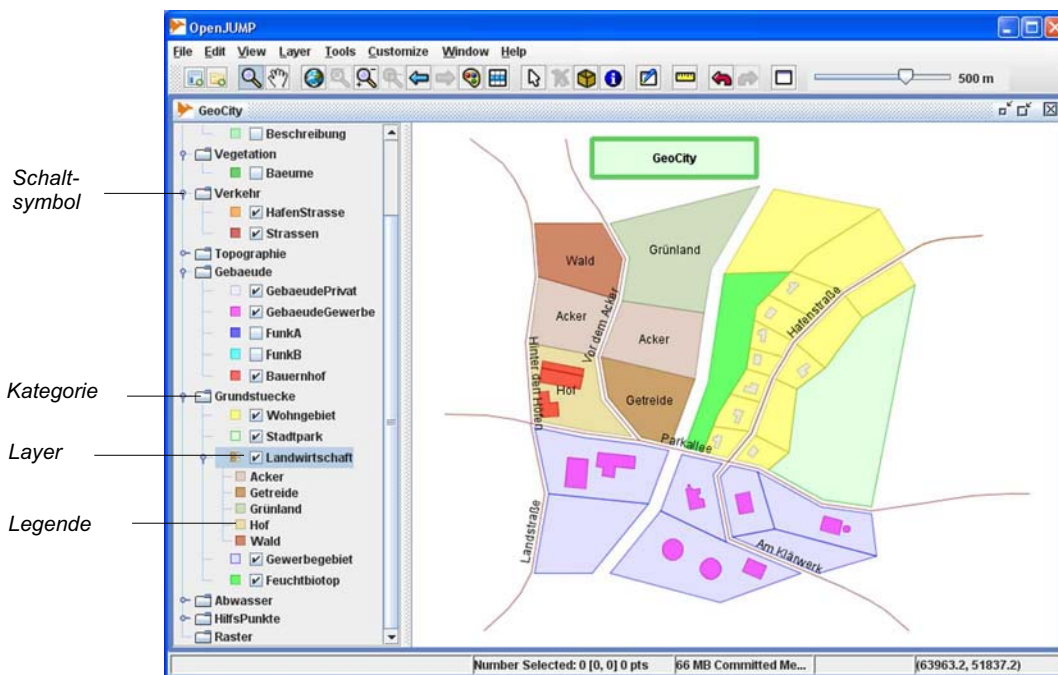 OpenJUMP
File Edit View Layer Tools Customize Window Help
500 m
GeoCity
Beschreibung
Vegetation
Baeume
Schalt-
symbol
Verkehr
HafenStrasse
Strassen
Topographie
Gebaeude
GebaeudePrivat
GebaeudeGewerbe
FunkA
FunkB
Bauernhof
Kategorie
Grundstuecke
Wohngebiet
Stadtpark
Layer
Landwirtschaft
Acker
Getreide
Grünland
Legende
Hof
Wald
Gewerbegebiet
Feuchtbiotop
Abwasser
HilfsPunkte
Raster
GeoCity
Grünland
Wald
Vor dem Acker
Hafenstraße
Acker
Acker
Hinter den Höfen
Hof
Getreide
Parkallee
Landstraße
Am Klärwerk
Number Selected: 0 [0, 0] 0 pts
66 MB Committed Me...
(63963.2, 51837.2)